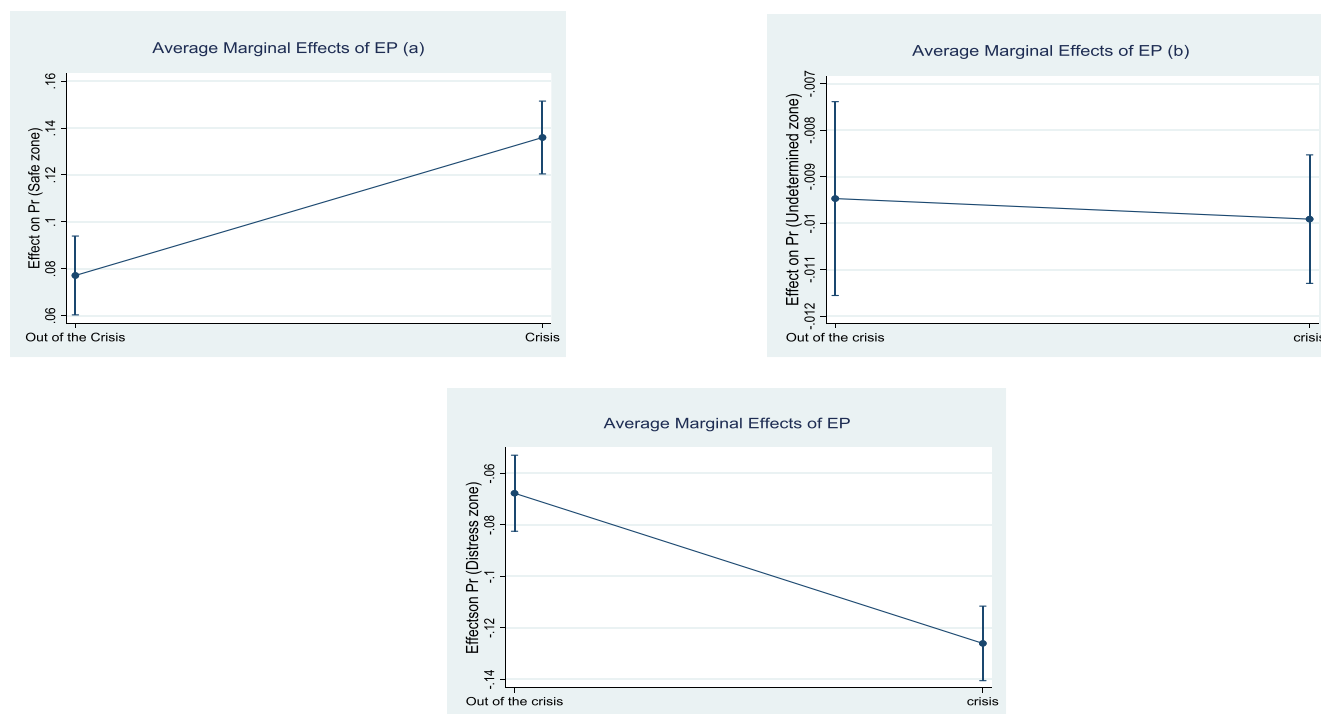 Average Marginal Effects of EP (a)
Effect on Pr (Safe zone)
.16
.14
.12
.1
.08
.06
Out of the Crisis
Crisis
Average Marginal Effects of EP (b)
Effect on Pr (Undetermined zone)
-.007
-.008
-.009
-.01
-.011
-.012
Out of the crisis
crisis
Average Marginal Effects of EP
Effectson Pr (Distress zone)
-.06
-.08
-.1
-.12
-.14
Out of the crisis
crisis